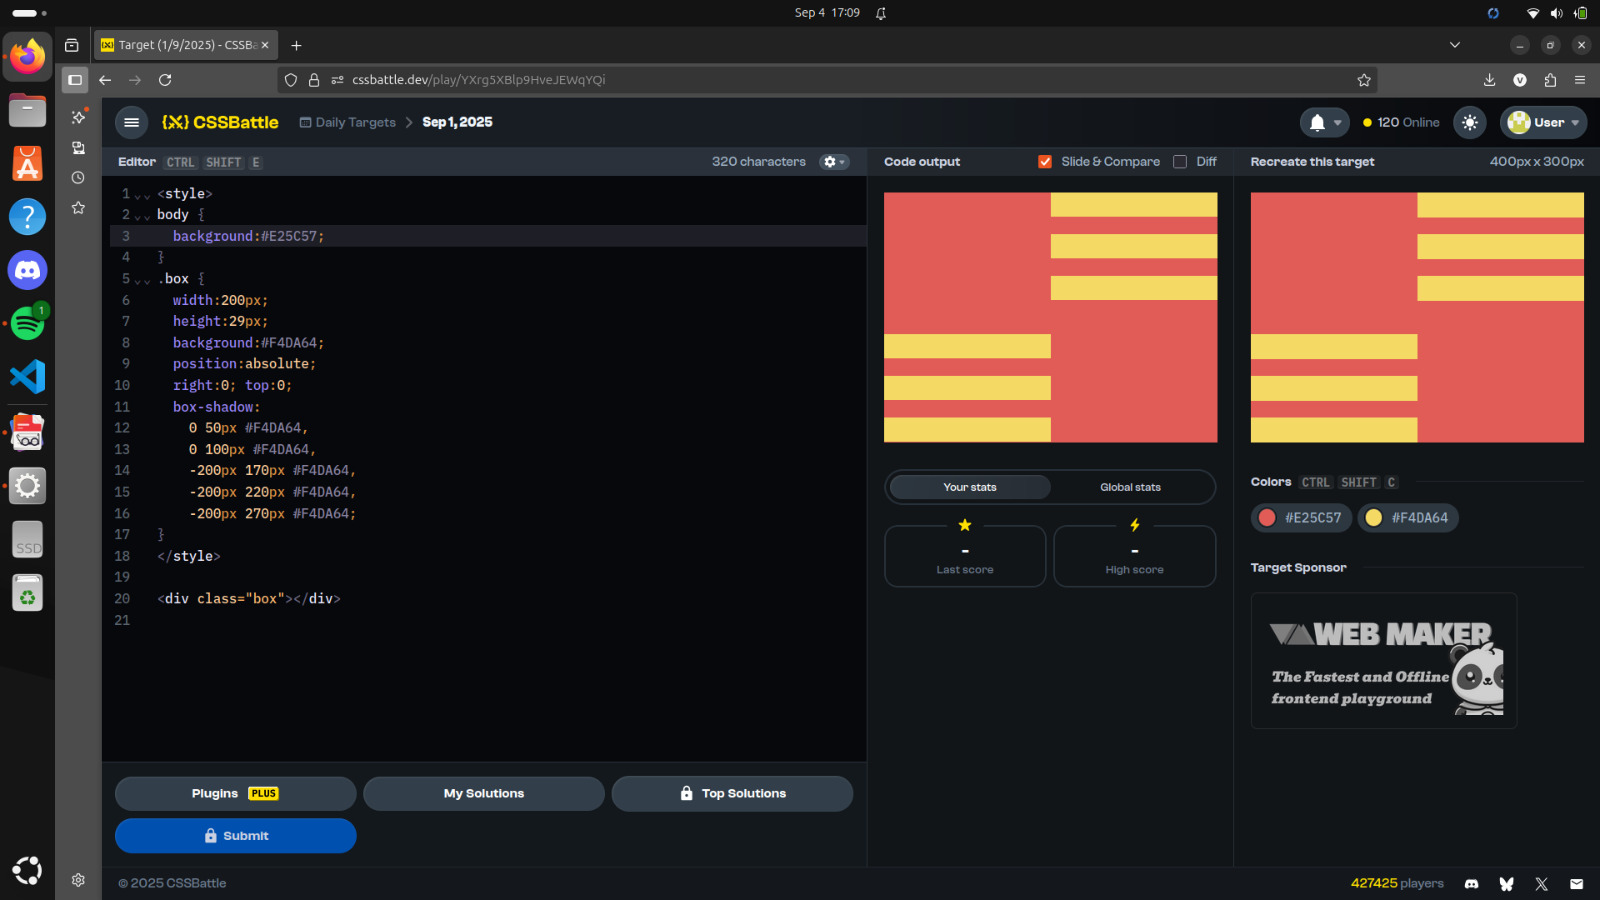 Sep 4 17:09
Target (1/9/2025) - CSSBa
cssbattle.dev/play/YXrg5XBlp9HveJEWqYQi
CSSBattle
Daily Targets > Sep 1, 2025
120 Online
User
Editor CTRL SHIFT E
320 characters
Code output
Slide & Compare
Diff
Recreate this target
400px x 300px
1 <style>
2 body {
3 background:#E25C57;
4 }
5 .box {
6 width:200px;
7 height:29px;
8 background:#F4DA64;
9 position:absolute;
10 right:0; top:0;
11 box-shadow:
12 0 50px #F4DA64,
13 0 100px #F4DA64,
14 -200px 170px #F4DA64,
15 -200px 220px #F4DA64,
16 -200px 270px #F4DA64;
17 }
18 </style>
19
20 <div class="box"></div>
21
Your stats
Global stats
-
Last score
-
High score
Colors CTRL SHIFT C
#E25C57
#F4DA64
Target Sponsor
WEB MAKER
The Fastest and Offline
frontend playground
Plugins PLUS
My Solutions
Top Solutions
Submit
© 2025 CSSBattle
427425 players
1
SSD